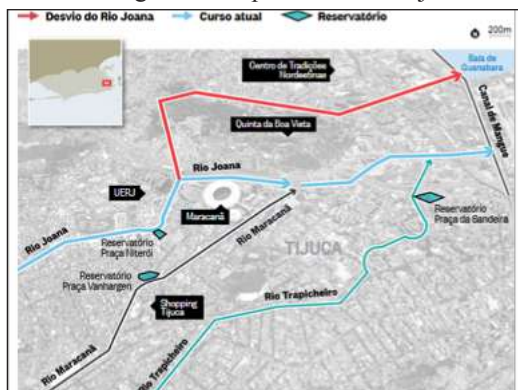 Desvio do Rio Joana
Curso atual
Reservatório
200m
Baía de
Guanabara
Centro de Tradições
Nordestinas
Canal de Mangue
Quinta da Boa Vista
Rio Joana
UERJ
Maracanã
Rio Maracanã
Reservatório
Praça da Bandeira
Rio Joana
Reservatório
Praça Niterói
TIJUCA
Reservatório
Praça Vanhargen
Rio Trapicheiro
Shopping
Tijuca
Rio Maracanã
Rio Trapicheiro